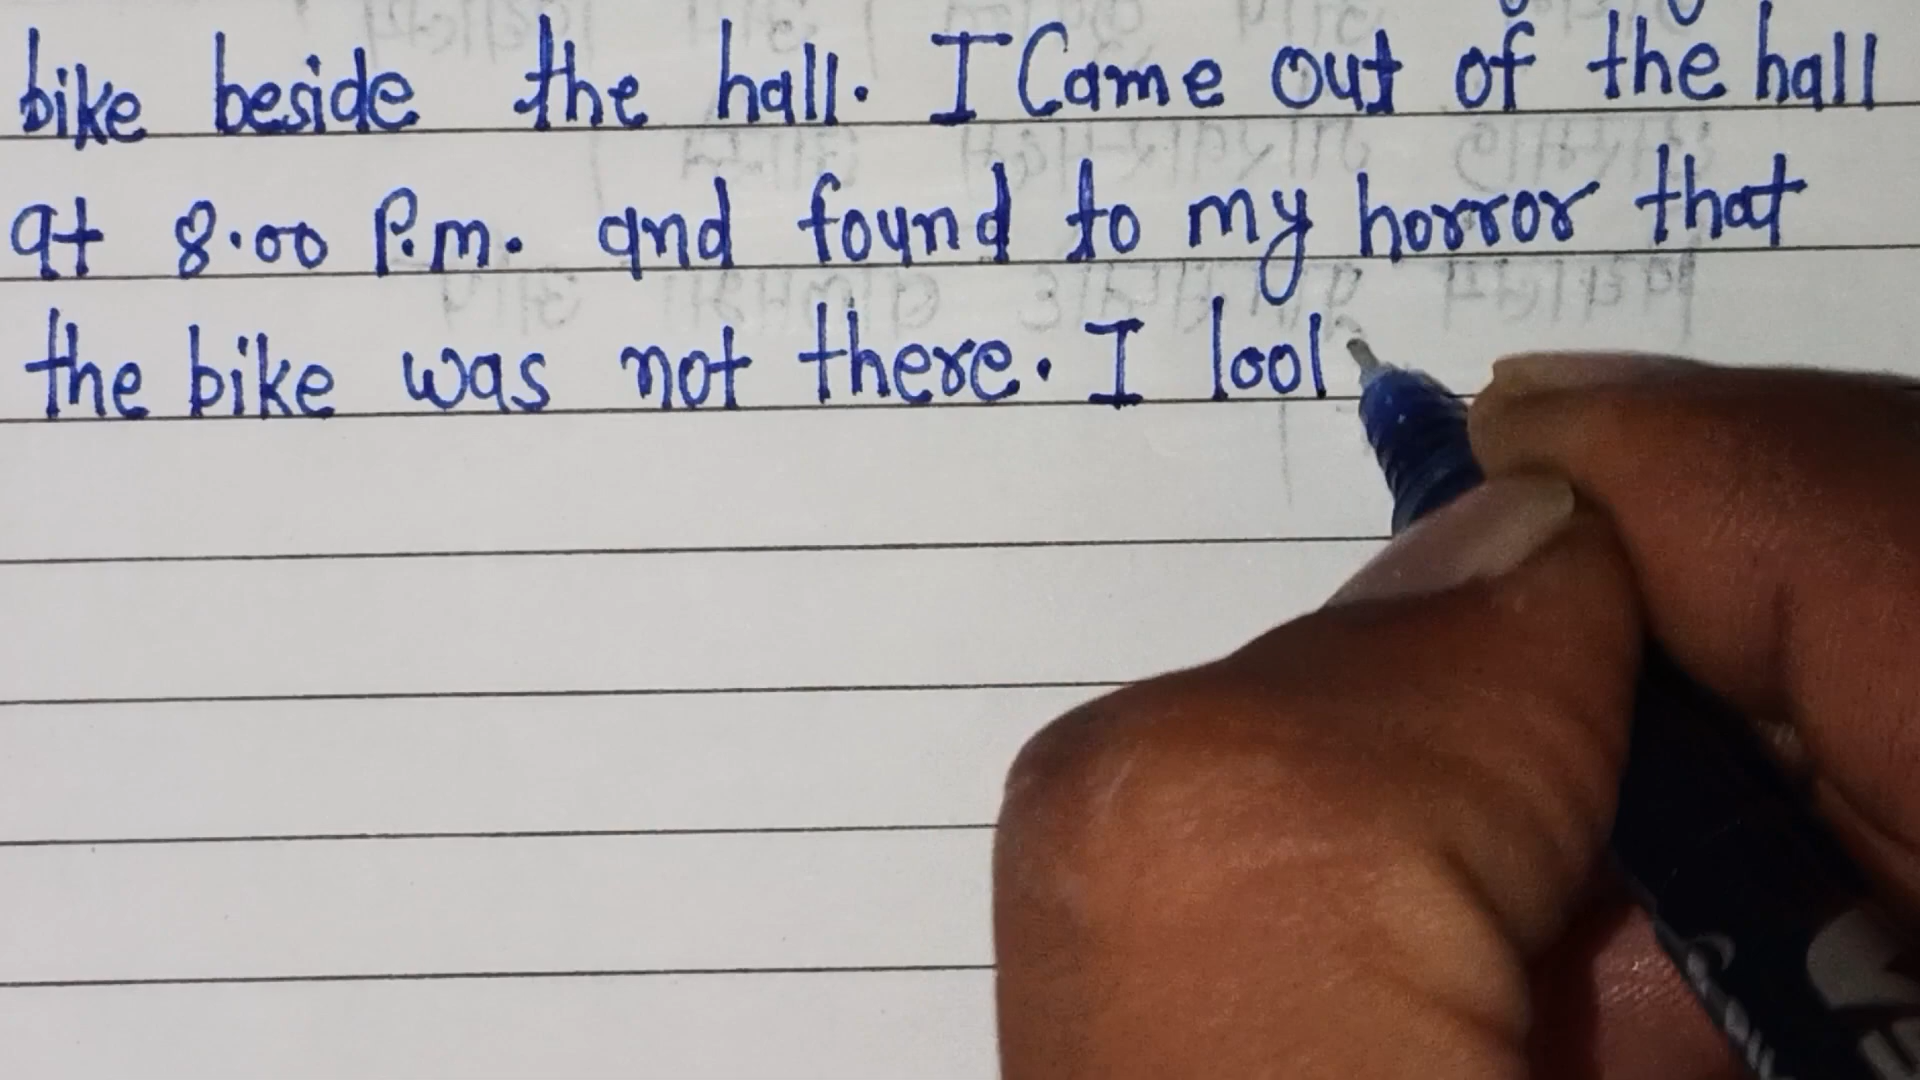 bike beside the hall. I Came out of the hall
at 8.00 P.m. and found to my horror that
the bike was not there. I lool